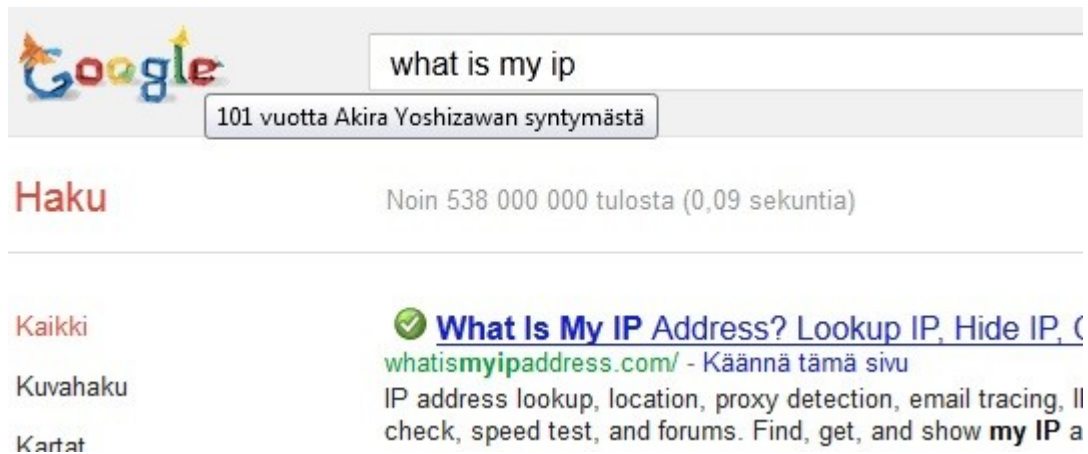 Google
what is my ip
101 vuotta Akira Yoshizawan syntymästä
Haku
Noin 538 000 000 tulosta (0,09 sekuntia)
Kaikki
What Is My IP Address? Lookup IP, Hide IP,
whatismyipaddress.com/ - Käännä tämä sivu
Kuvahaku
IP address lookup, location, proxy detection, email tracing,
check, speed test, and forums. Find, get, and show my IP
Kartat